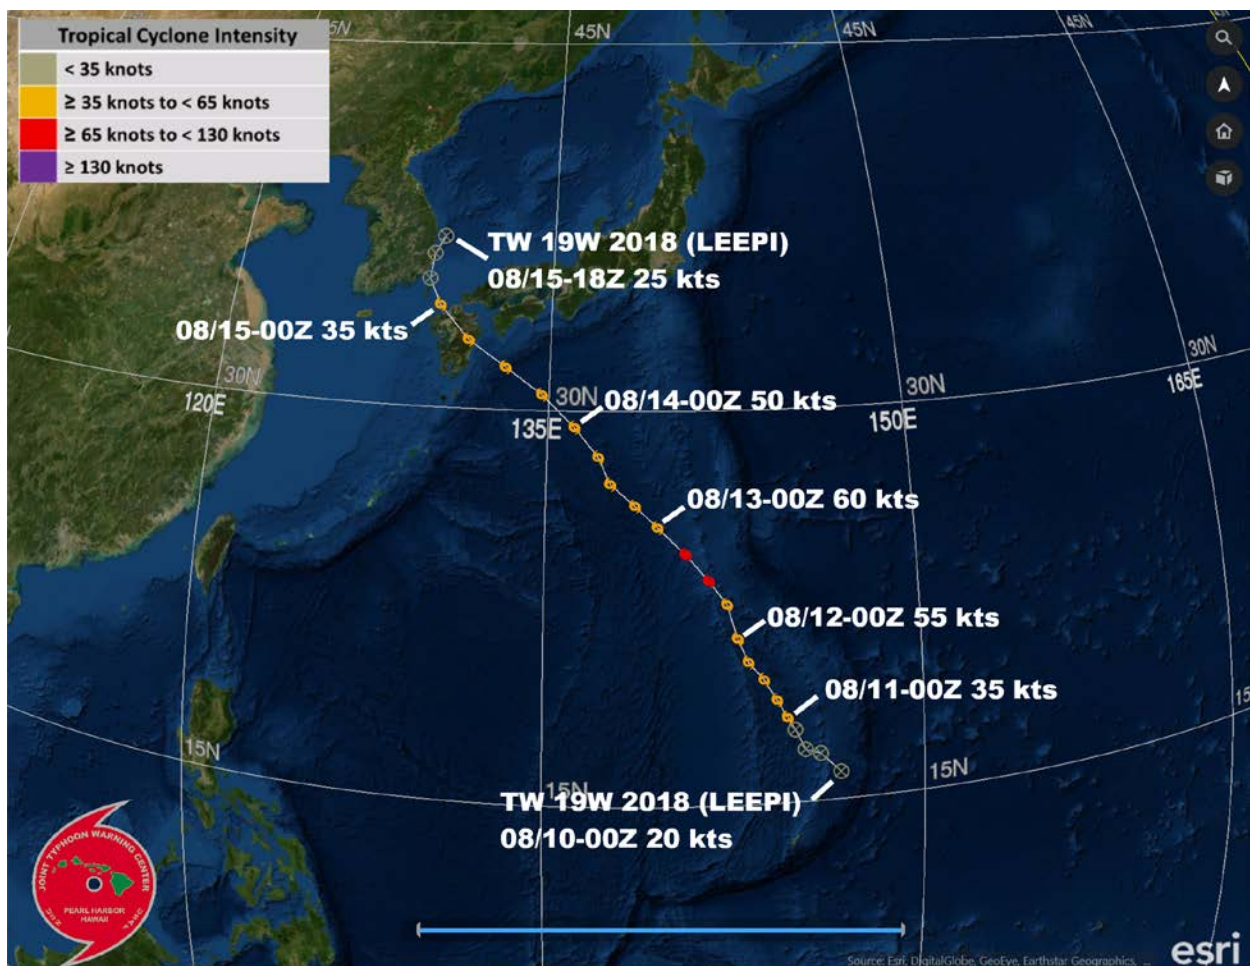 Tropical Cyclone Intensity
< 35 knots
≥ 35 knots to < 65 knots
≥ 65 knots to < 130 knots
≥ 130 knots
45N
45N
45N
TW 19W 2018 (LEEPI)
08/15-18Z 25 kts
08/15-00Z 35 kts
30N
120E
30N
135E
08/14-00Z 50 kts
30N
150E
30N
165E
08/13-00Z 60 kts
08/12-00Z 55 kts
08/11-00Z 35 kts
15N
15N
15N
TW 19W 2018 (LEEPI)
08/10-00Z 20 kts
JOINT TYPHOON WARNING CENTER
PEARL HARBOR
HAWAII
esri
Source: Esri, DigitalGlobe, GeoEye, Earthstar Geographics, ...